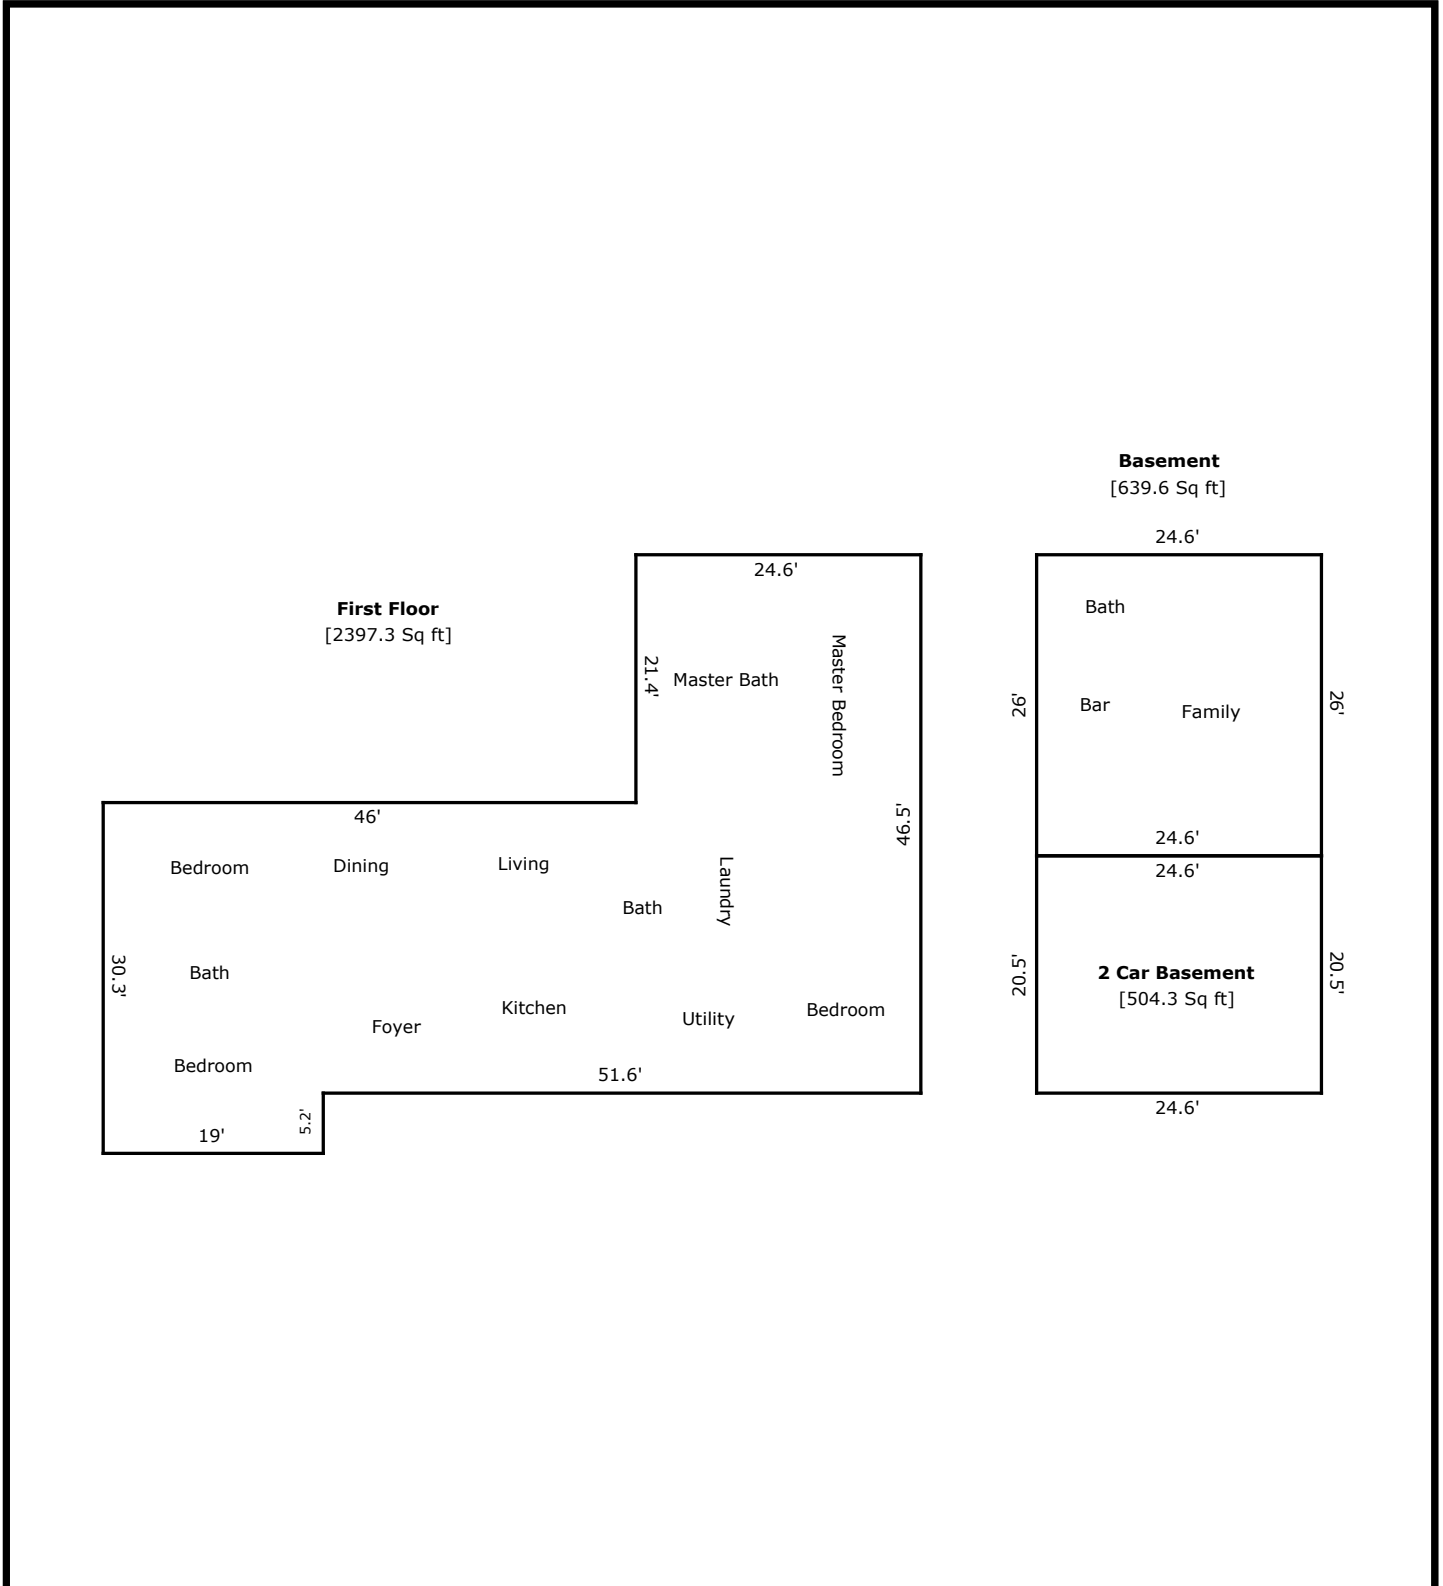 Basement
[639.6 Sq ft]
24.6'
24.6'
First Floor
[2397.3 Sq ft]
Bath
Master Bedroom
21.4'
Master Bath
26'
Bar
Family
26'
46'
46.5'
24.6'
Bedroom
Dining
Living
Laundry
24.6'
Bath
30.3'
Bath
20.5'
2 Car Basement
[504.3 Sq ft]
20.5'
Kitchen
Utility
Bedroom
Foyer
Bedroom
51.6'
24.6'
5.2'
19'